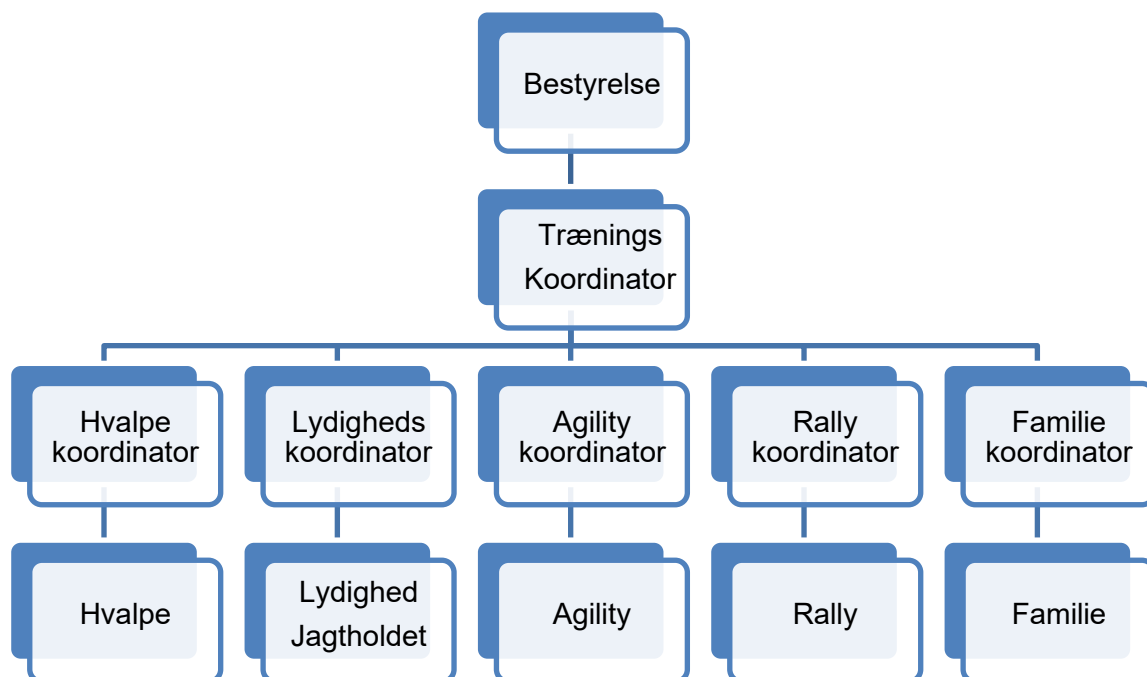 Bestyrelse
Trænings
Koordinator
Hvalpe
koordinator
Lydigheds
koordinator
Agility
koordinator
Rally
koordinator
Familie
koordinator
Hvalpe
Lydighed
Jagtholdet
Agility
Rally
Familie